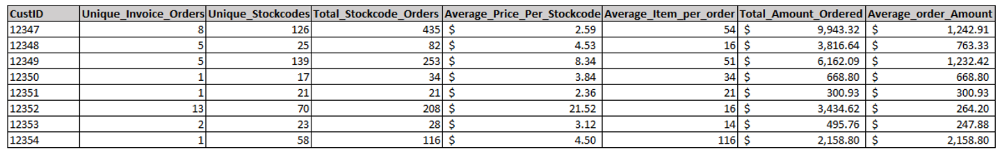 CustID Unique_Invoice_Orders Unique_Stockcodes Total_Stockcode_Orders Average_Price_Per_Stockcode Average_Item_per_order Total_Amount_Ordered Average_order_Amount
12347 8 126 435 $ 2.59 54 $ 9,943.32 $ 1,242.91
12348 5 25 82 $ 4.53 16 $ 3,816.64 $ 763.33
12349 5 139 253 $ 8.34 51 $ 6,162.09 $ 1,232.42
12350 1 17 34 $ 3.84 34 $ 668.80 $ 668.80
12351 1 21 21 $ 2.36 21 $ 300.93 $ 300.93
12352 13 70 208 $ 21.52 16 $ 3,434.62 $ 264.20
12353 2 23 28 $ 3.12 14 $ 495.76 $ 247.88
12354 1 58 116 $ 4.50 116 $ 2,158.80 $ 2,158.80